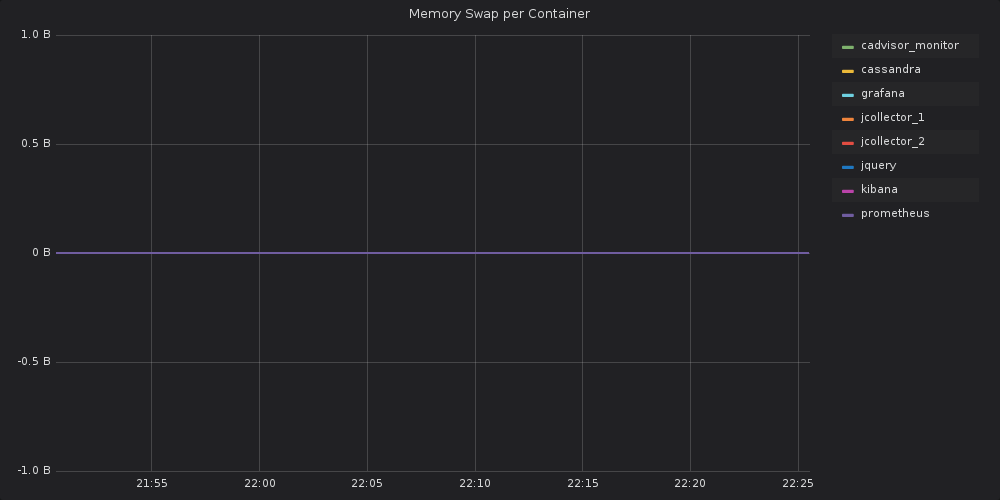 Memory Swap per Container
1.0 B
0.5 B
0 B
-0.5 B
-1.0 B
21:55
22:00
22:05
22:10
22:15
22:20
22:25
cadvisor_monitor
cassandra
grafana
jcollector_1
jcollector_2
jquery
kibana
prometheus